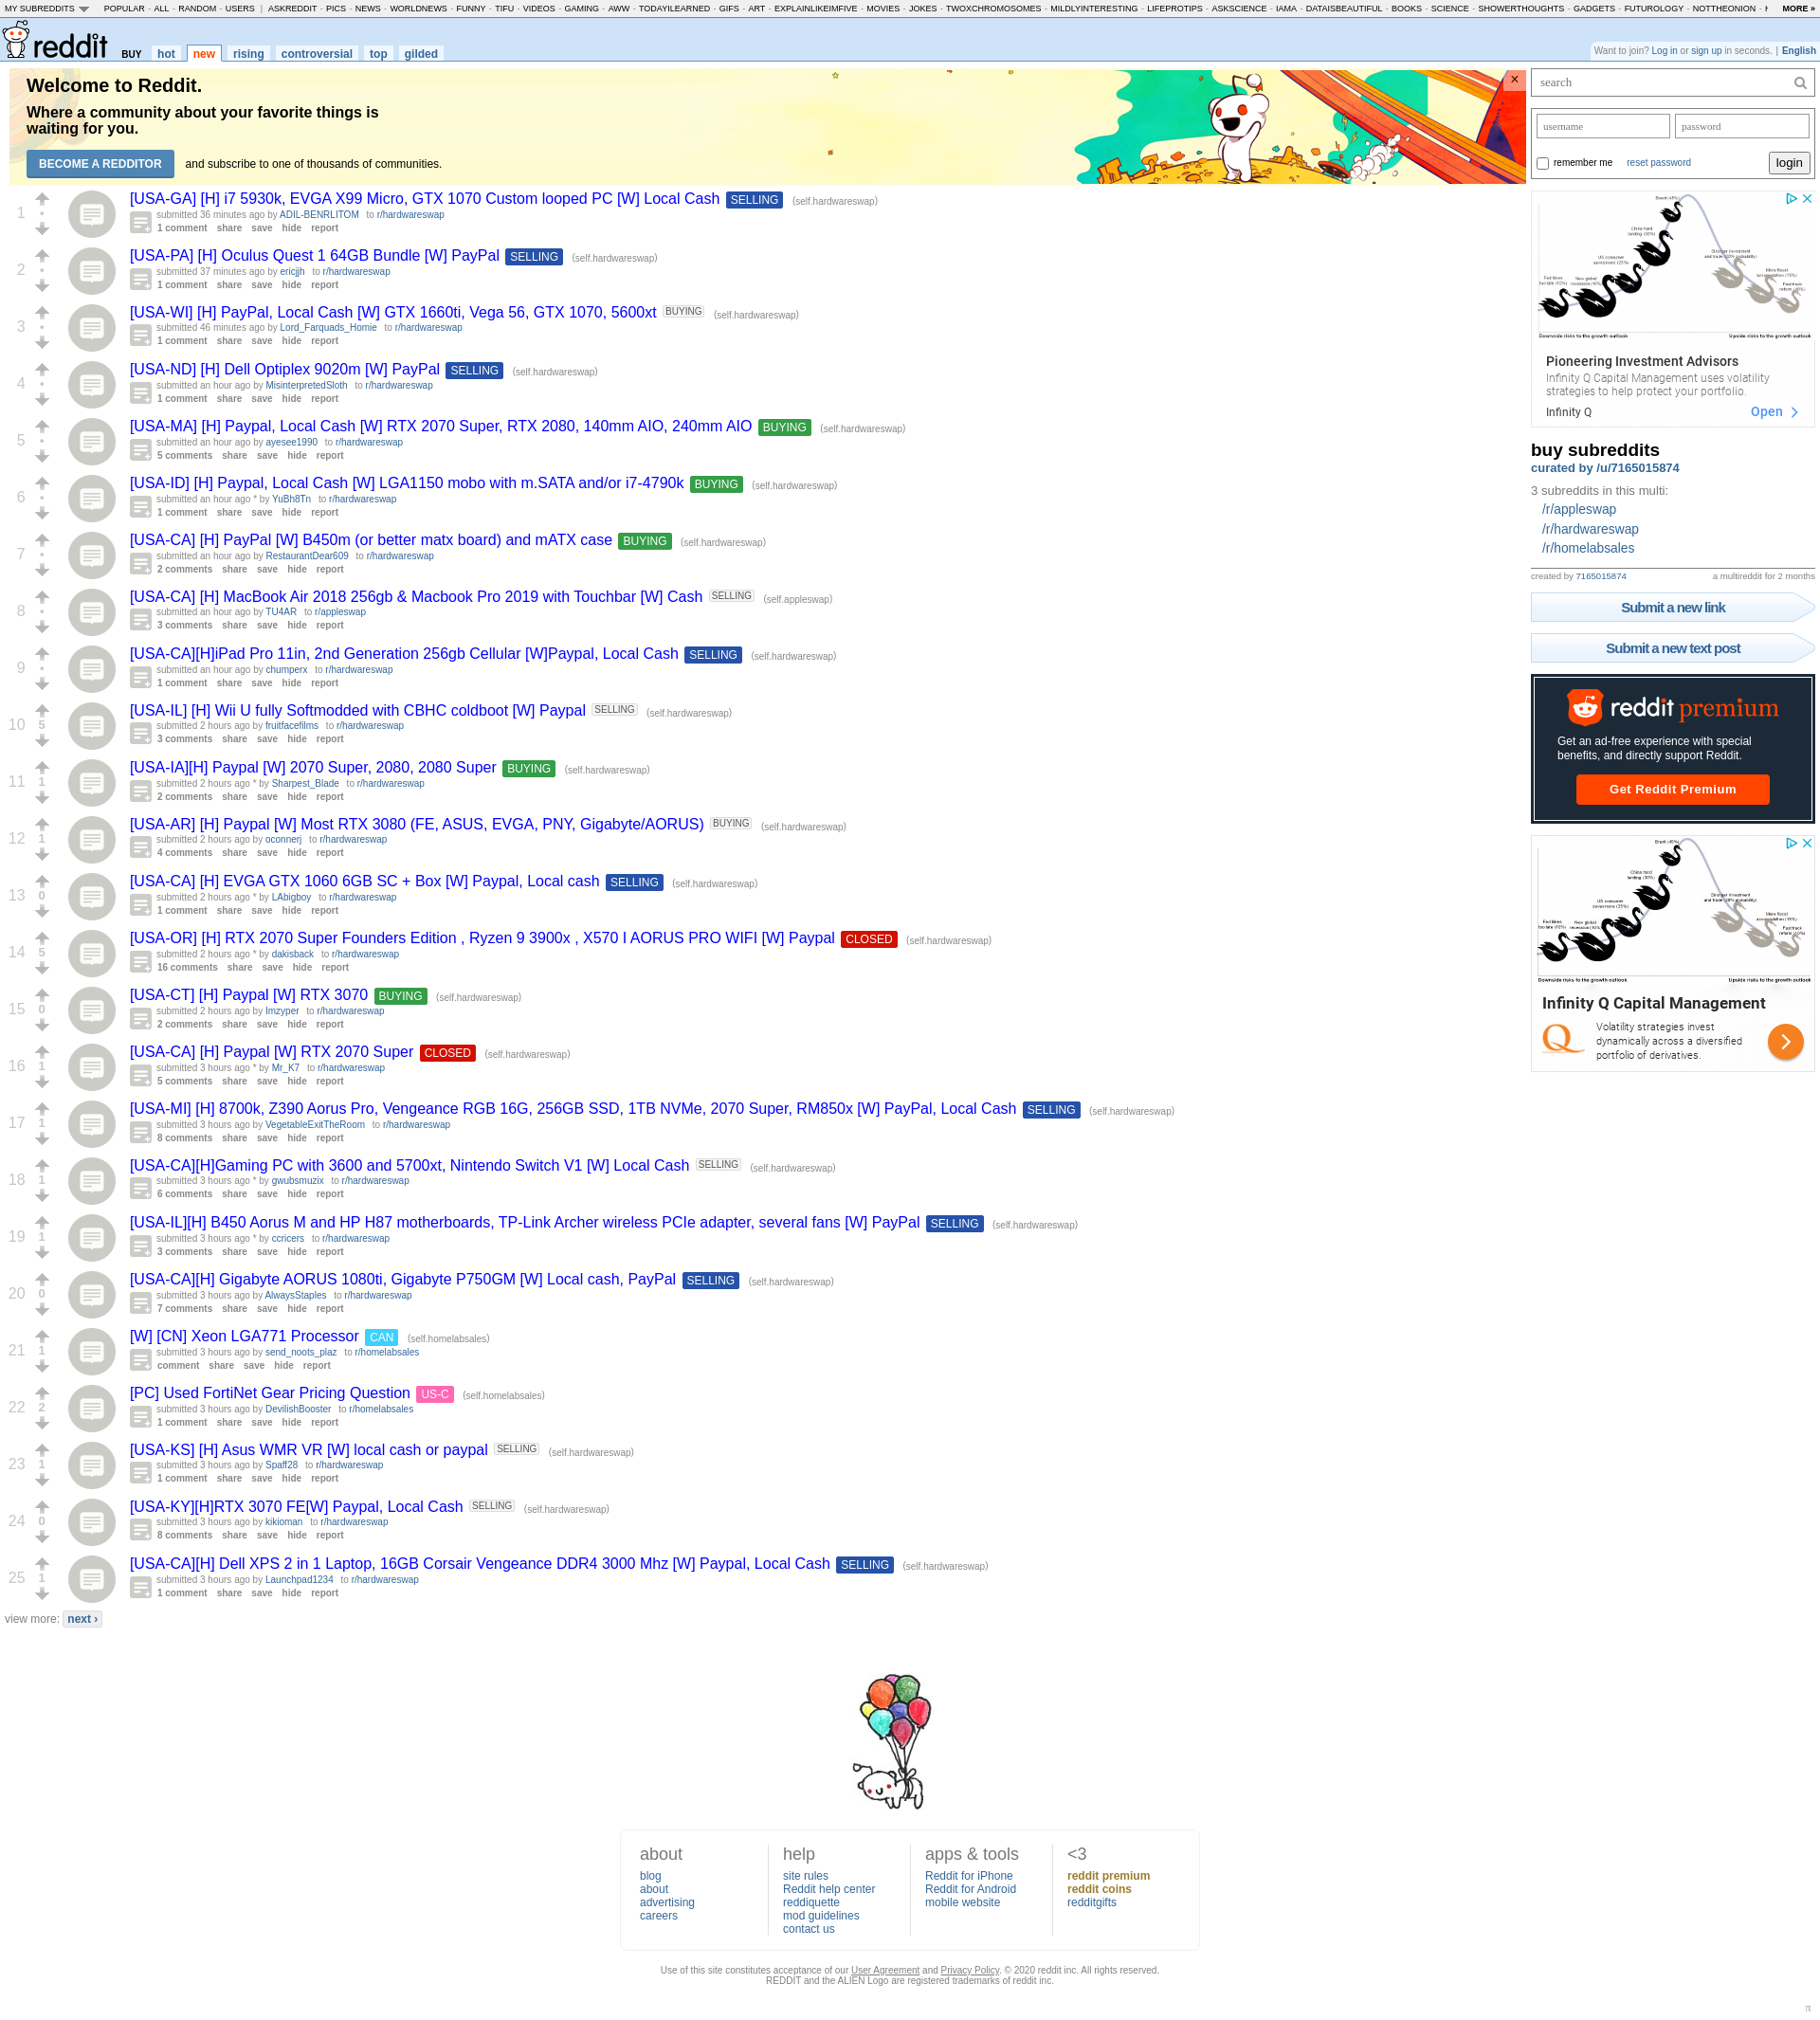 MY SUBREDDITS POPULAR - ALL - RANDOM - USERS | ASKREDDIT - PICS - NEWS - WORLDNEWS - FUNNY - TIFU - VIDEOS - GAMING - AWW - TODAYILEARNED - GIFS - ART - EXPLAINLIKEIMFIVE - MOVIES - JOKES - TWOXCHROMOSOMES - MILDLYINTERESTING - LIFEPROTIPS - ASKSCIENCE - IAMA - DATAISBEAUTIFUL - BOOKS - SCIENCE - SHOWERTHOUGHTS - GADGETS - FUTUROLOGY - NOTTHEONION - MORE »
reddit BUY hot new rising controversial top gilded
Want to join? Log in or sign up in seconds. | English
Welcome to Reddit.
Where a community about your favorite things is
waiting for you.
BECOME A REDDITOR and subscribe to one of thousands of communities.
1
[USA-GA] [H] i7 5930k, EVGA X99 Micro, GTX 1070 Custom looped PC [W] Local Cash SELLING (self.hardwareswap)
submitted 36 minutes ago by ADIL-BENRLITOM to r/hardwareswap
1 comment share save hide report
2
[USA-PA] [H] Oculus Quest 1 64GB Bundle [W] PayPal SELLING (self.hardwareswap)
submitted 37 minutes ago by ericjjh to r/hardwareswap
1 comment share save hide report
3
[USA-WI] [H] PayPal, Local Cash [W] GTX 1660ti, Vega 56, GTX 1070, 5600xt BUYING (self.hardwareswap)
submitted 46 minutes ago by Lord_Farquads_Homie to r/hardwareswap
1 comment share save hide report
4
[USA-ND] [H] Dell Optiplex 9020m [W] PayPal SELLING (self.hardwareswap)
submitted an hour ago by MisinterpretedSloth to r/hardwareswap
1 comment share save hide report
5
[USA-MA] [H] Paypal, Local Cash [W] RTX 2070 Super, RTX 2080, 140mm AIO, 240mm AIO BUYING (self.hardwareswap)
submitted an hour ago by ayesee1990 to r/hardwareswap
5 comments share save hide report
6
[USA-ID] [H] Paypal, Local Cash [W] LGA1150 mobo with m.SATA and/or i7-4790k BUYING (self.hardwareswap)
submitted an hour ago * by YuBh8Tn to r/hardwareswap
1 comment share save hide report
7
[USA-CA] [H] PayPal [W] B450m (or better matx board) and mATX case BUYING (self.hardwareswap)
submitted an hour ago by RestaurantDear609 to r/hardwareswap
2 comments share save hide report
8
[USA-CA] [H] MacBook Air 2018 256gb & Macbook Pro 2019 with Touchbar [W] Cash SELLING (self.appleswap)
submitted an hour ago by TU4AR to r/appleswap
3 comments share save hide report
9
[USA-CA][H]iPad Pro 11in, 2nd Generation 256gb Cellular [W]Paypal, Local Cash SELLING (self.hardwareswap)
submitted an hour ago by chumperx to r/hardwareswap
1 comment share save hide report
10 5
[USA-IL] [H] Wii U fully Softmodded with CBHC coldboot [W] Paypal SELLING (self.hardwareswap)
submitted 2 hours ago by fruitfacefilms to r/hardwareswap
3 comments share save hide report
11 1
[USA-IA][H] Paypal [W] 2070 Super, 2080, 2080 Super BUYING (self.hardwareswap)
submitted 2 hours ago * by Sharpest_Blade to r/hardwareswap
2 comments share save hide report
12 1
[USA-AR] [H] Paypal [W] Most RTX 3080 (FE, ASUS, EVGA, PNY, Gigabyte/AORUS) BUYING (self.hardwareswap)
submitted 2 hours ago by oconnerj to r/hardwareswap
4 comments share save hide report
13 0
[USA-CA] [H] EVGA GTX 1060 6GB SC + Box [W] Paypal, Local cash SELLING (self.hardwareswap)
submitted 2 hours ago * by LAbigboy to r/hardwareswap
1 comment share save hide report
14 5
[USA-OR] [H] RTX 2070 Super Founders Edition , Ryzen 9 3900x , X570 I AORUS PRO WIFI [W] Paypal CLOSED (self.hardwareswap)
submitted 2 hours ago * by dakisback to r/hardwareswap
16 comments share save hide report
15 0
[USA-CT] [H] Paypal [W] RTX 3070 BUYING (self.hardwareswap)
submitted 2 hours ago by Imzyper to r/hardwareswap
2 comments share save hide report
16 1
[USA-CA] [H] Paypal [W] RTX 2070 Super CLOSED (self.hardwareswap)
submitted 3 hours ago * by Mr_K7 to r/hardwareswap
5 comments share save hide report
17 1
[USA-MI] [H] 8700k, Z390 Aorus Pro, Vengeance RGB 16G, 256GB SSD, 1TB NVMe, 2070 Super, RM850x [W] PayPal, Local Cash SELLING (self.hardwareswap)
submitted 3 hours ago by VegetableExitTheRoom to r/hardwareswap
8 comments share save hide report
18 1
[USA-CA][H]Gaming PC with 3600 and 5700xt, Nintendo Switch V1 [W] Local Cash SELLING (self.hardwareswap)
submitted 3 hours ago * by gwubsmuzix to r/hardwareswap
6 comments share save hide report
19 1
[USA-IL][H] B450 Aorus M and HP H87 motherboards, TP-Link Archer wireless PCIe adapter, several fans [W] PayPal SELLING (self.hardwareswap)
submitted 3 hours ago * by ccricers to r/hardwareswap
3 comments share save hide report
20 0
[USA-CA][H] Gigabyte AORUS 1080ti, Gigabyte P750GM [W] Local cash, PayPal SELLING (self.hardwareswap)
submitted 3 hours ago by AlwaysStaples to r/hardwareswap
7 comments share save hide report
21 1
[W] [CN] Xeon LGA771 Processor CAN (self.homelabsales)
submitted 3 hours ago by send_noots_plaz to r/homelabsales
comment share save hide report
22 2
[PC] Used FortiNet Gear Pricing Question US-C (self.homelabsales)
submitted 3 hours ago by DevilishBooster to r/homelabsales
1 comment share save hide report
23 1
[USA-KS] [H] Asus WMR VR [W] local cash or paypal SELLING (self.hardwareswap)
submitted 3 hours ago by Spaff28 to r/hardwareswap
1 comment share save hide report
24 0
[USA-KY][H]RTX 3070 FE[W] Paypal, Local Cash SELLING (self.hardwareswap)
submitted 3 hours ago by kikioman to r/hardwareswap
8 comments share save hide report
25 1
[USA-CA][H] Dell XPS 2 in 1 Laptop, 16GB Corsair Vengeance DDR4 3000 Mhz [W] Paypal, Local Cash SELLING (self.hardwareswap)
submitted 3 hours ago by Launchpad1234 to r/hardwareswap
1 comment share save hide report
view more: next ›
search
username password
remember me reset password login
Downside risks to the growth outlook Upside risks to the growth outlook
Pioneering Investment Advisors
Infinity Q Capital Management uses volatility
strategies to help protect your portfolio.
Infinity Q Open
buy subreddits
curated by /u/7165015874
3 subreddits in this multi:
/r/appleswap
/r/hardwareswap
/r/homelabsales
created by 7165015874 a multireddit for 2 months
Submit a new link
Submit a new text post
reddit premium
Get an ad-free experience with special
benefits, and directly support Reddit.
Get Reddit Premium
Downside risks to the growth outlook Upside risks to the growth outlook
Infinity Q Capital Management
Volatility strategies invest
dynamically across a diversified
portfolio of derivatives.
about
blog
about
advertising
careers
help
site rules
Reddit help center
reddiquette
mod guidelines
contact us
apps & tools
Reddit for iPhone
Reddit for Android
mobile website
<3
reddit premium
reddit coins
redditgifts
Use of this site constitutes acceptance of our User Agreement and Privacy Policy. © 2020 reddit inc. All rights reserved.
REDDIT and the ALIEN Logo are registered trademarks of reddit inc.
π